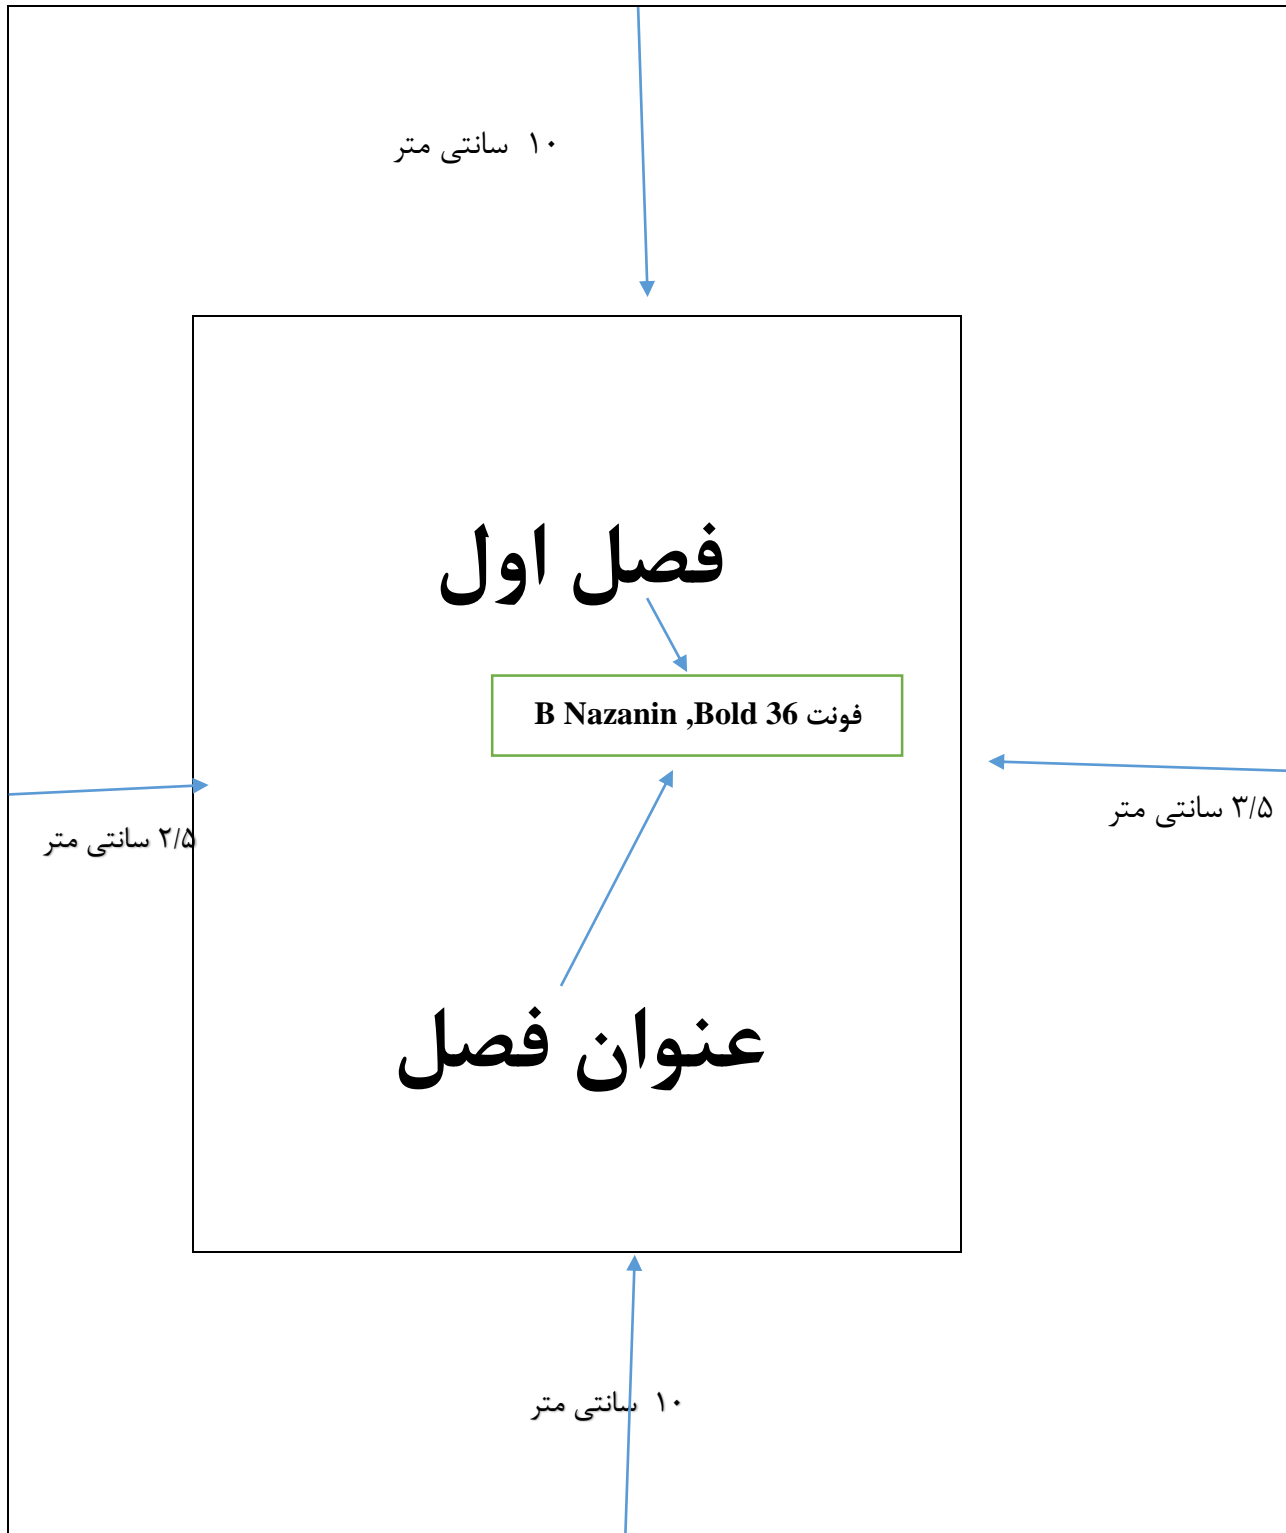 ۱۰ سانتی متر
فصل اول
فونت B Nazanin ,Bold 36
۳/۵ سانتی متر
۲/۵ سانتی متر
عنوان فصل
۱۰ سانتی متر